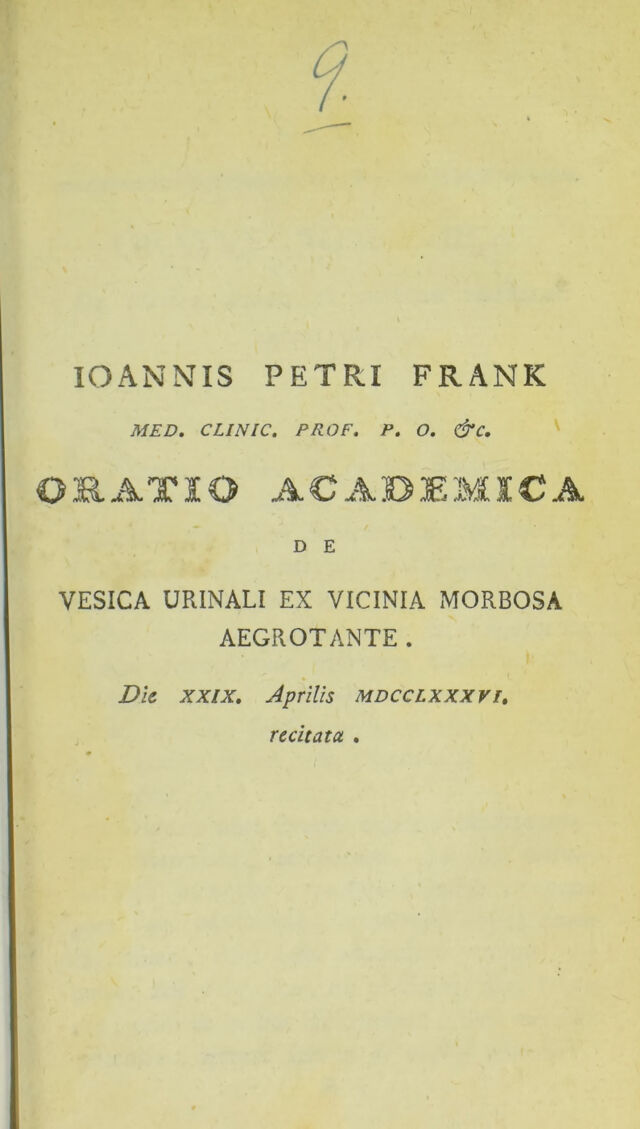 9.
IOANNIS PETRI FRANK
MED. CLINIC. PROF. P. O. &c.
ORATIO ACADEMICA
D E
VESICA URINALI EX VICINIA MORBOSA
AEGROTANTE .
Die XXIX. Aprilis MDCCLXXXVI.
recitata .